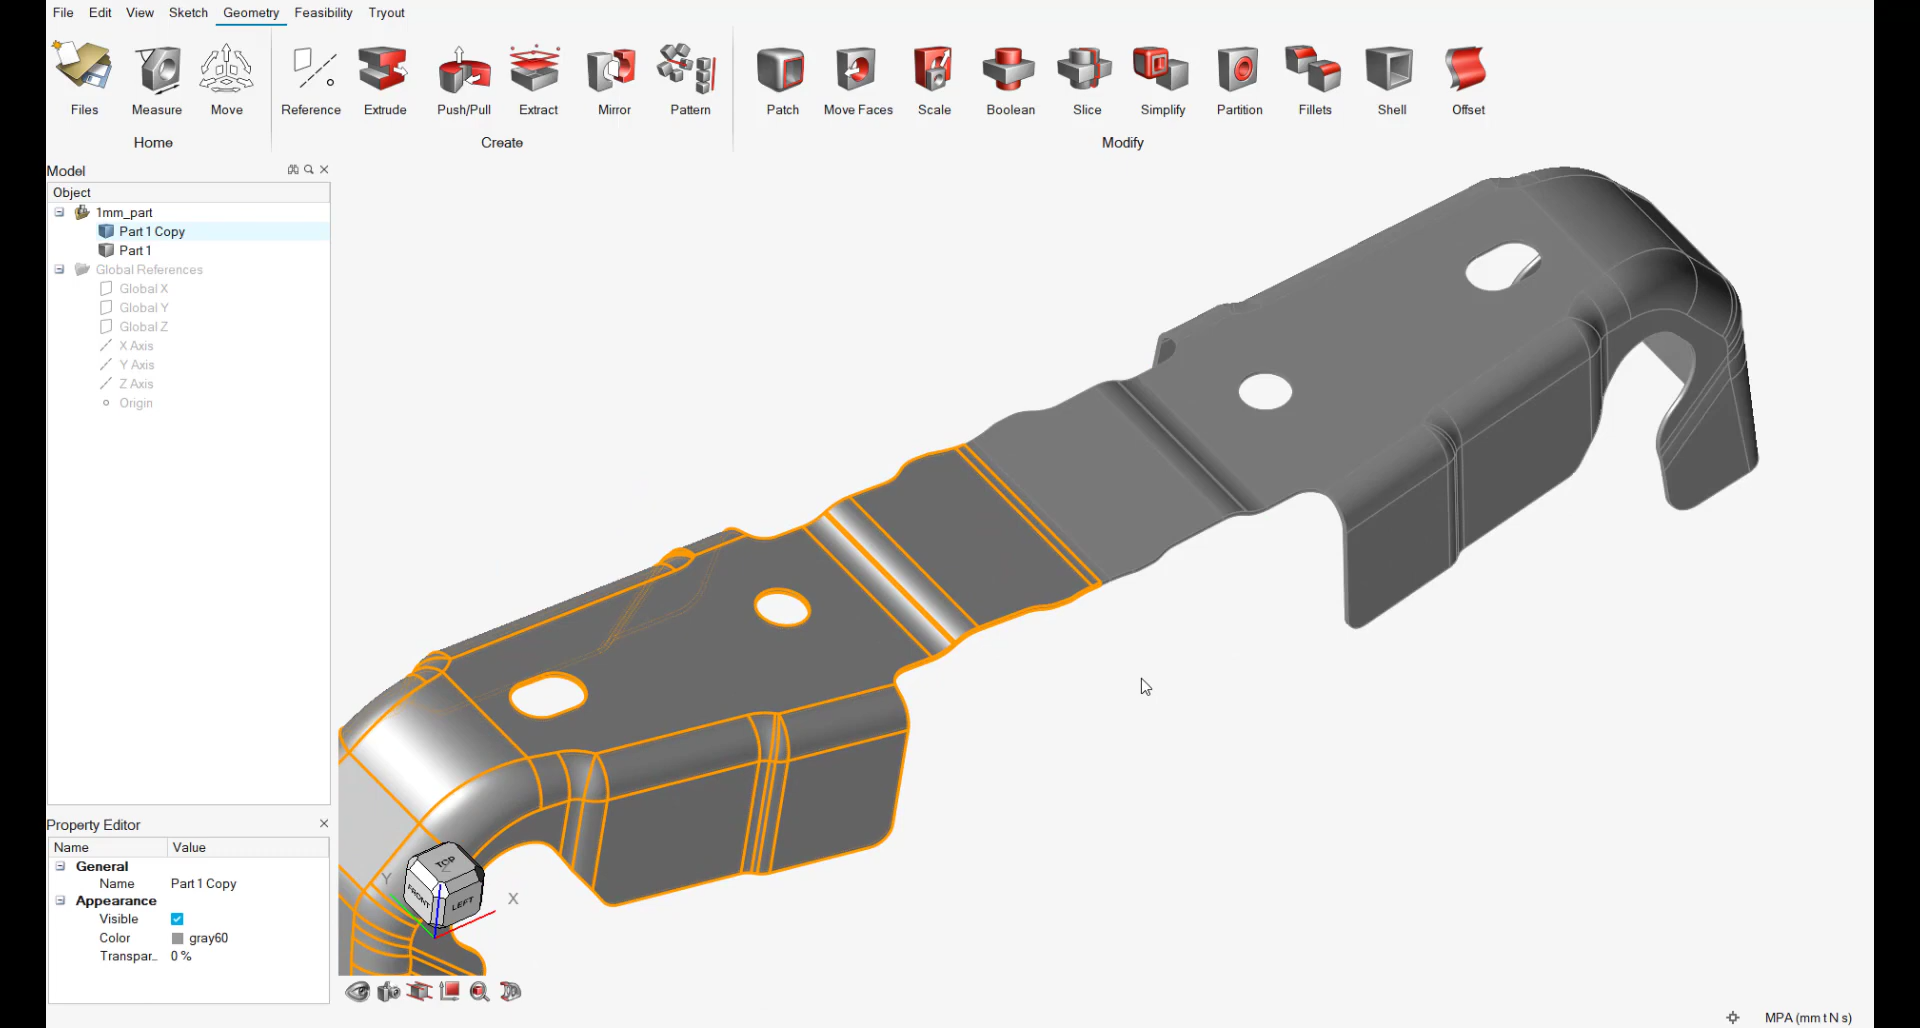 File Edit View Sketch Geometry Feasibility Tryout
Files Measure Move Reference Extrude Push/Pull Extract Mirror Pattern Patch Move Faces Scale Boolean Slice Simplify Partition Fillets Shell Offset
Home Create Modify
Model
Object
1mm_part
Part 1 Copy
Part 1
Global References
Global X
Global Y
Global Z
X Axis
Y Axis
Z Axis
Origin
Property Editor
Name Value
General
Name Part 1 Copy
Appearance
Visible
Color gray60
Transpar... 0 %
TOP
FRONT LEFT
Y X
MPA (mm t N s)